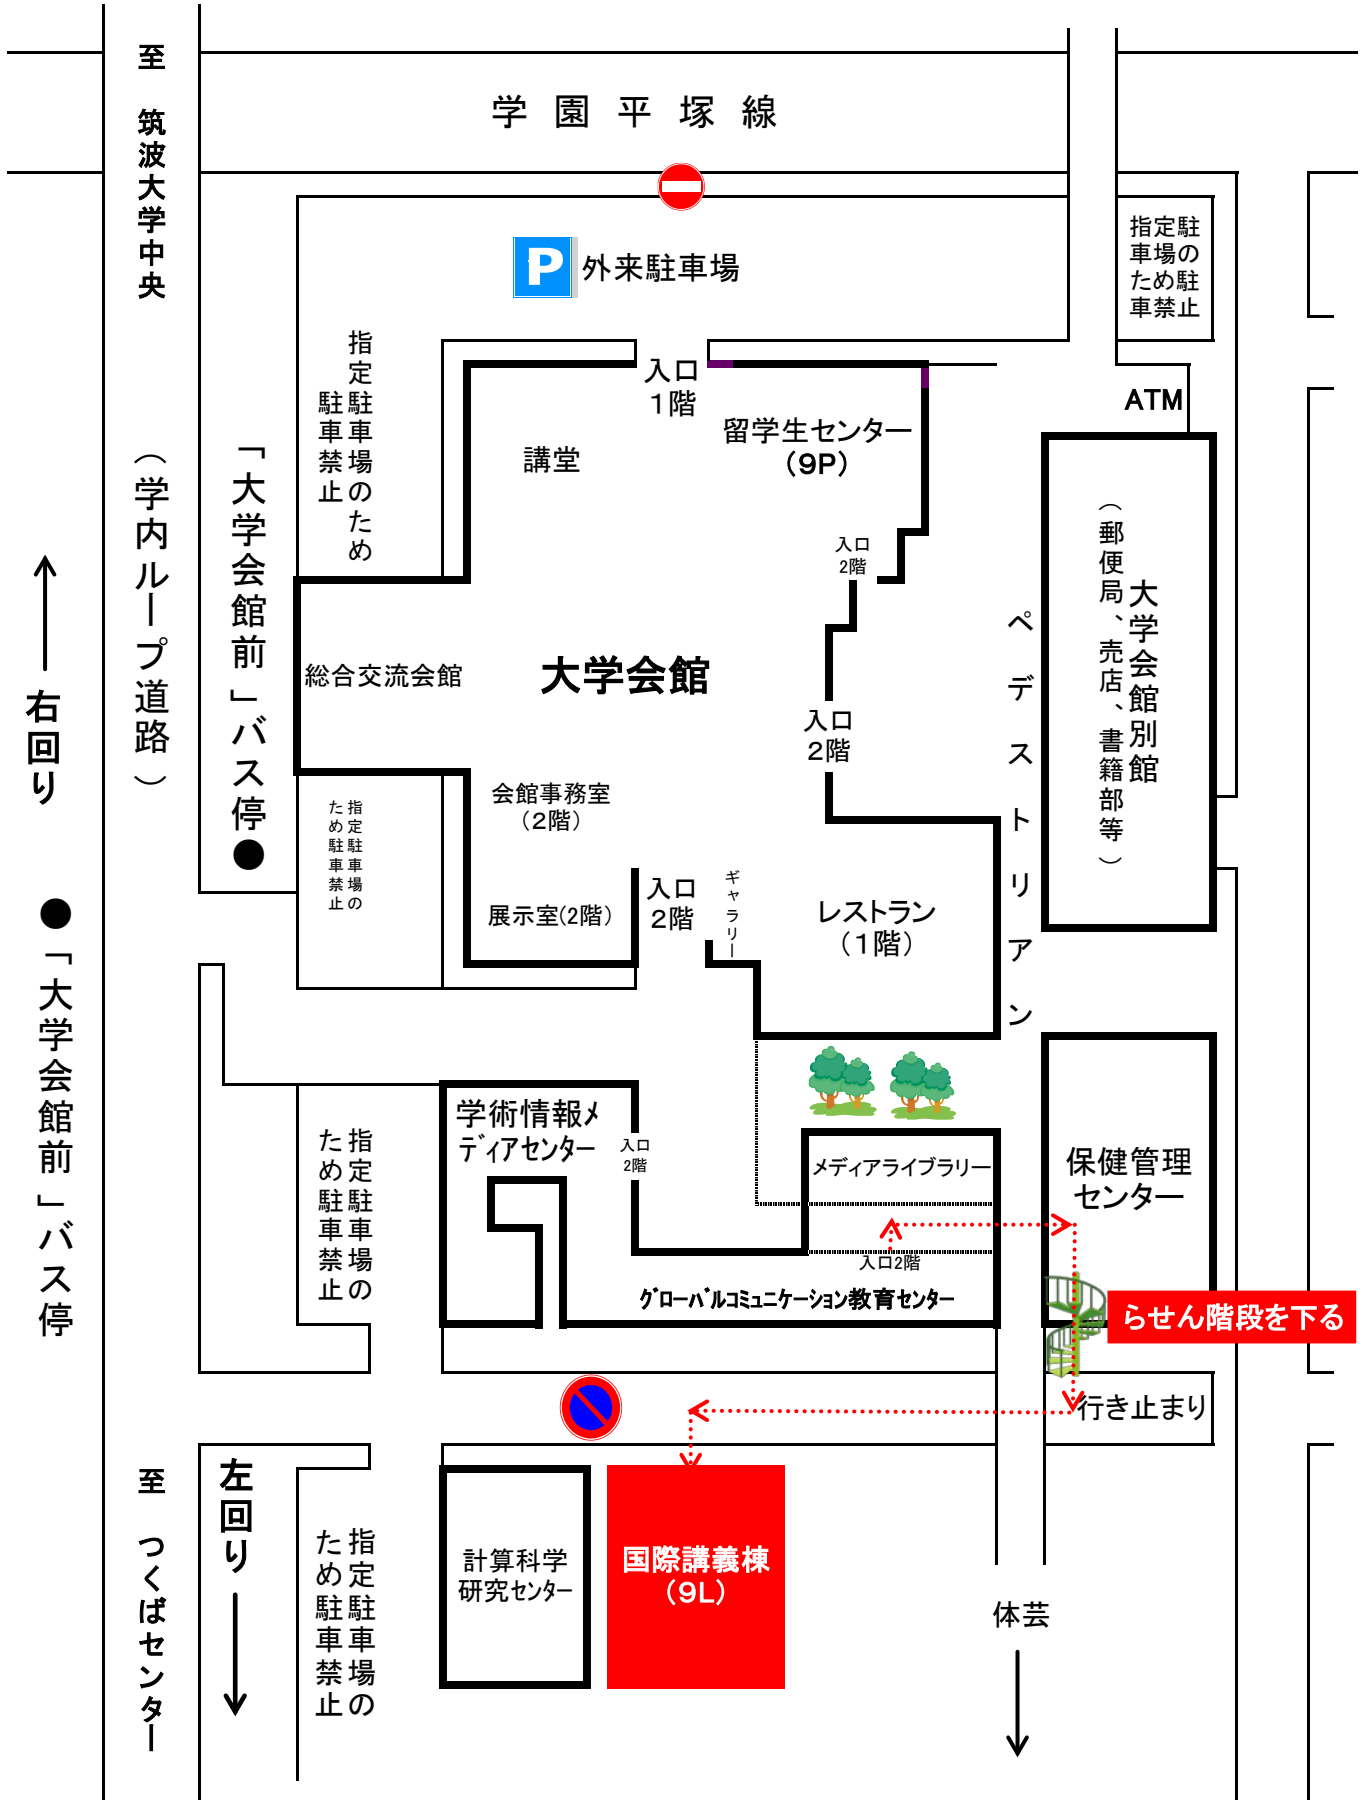 学園平塚線
至 筑波大学中央
P 外来駐車場
指定駐
車場の
ため駐
車禁止
指定駐車場のため
駐車禁止
入口
1階
ATM
留学生センター
(9P)
講堂
(学内ループ道路)
「大学会館前」バス停●
右回り
入口
2階
大学会館別館
(郵便局、売店、書籍部等)
ペデストリアン
総合交流会館
大学会館
入口
2階
会館事務室
(2階)
指定駐車場の
ため駐車禁止
入口
2階
ギャラリー
展示室(2階)
レストラン
(1階)
●「大学会館前」バス停
学術情報メ
ディアセンター
入口
2階
指定駐車場の
ため駐車禁止
メディアライブラリー
保健管理
センター
入口2階
グローバルコミュニケーション教育センター
らせん階段を下る
行き止まり
至 つくばセンター
左回り
指定駐車場の
ため駐車禁止
計算科学
研究センター
国際講義棟
(9L)
体芸